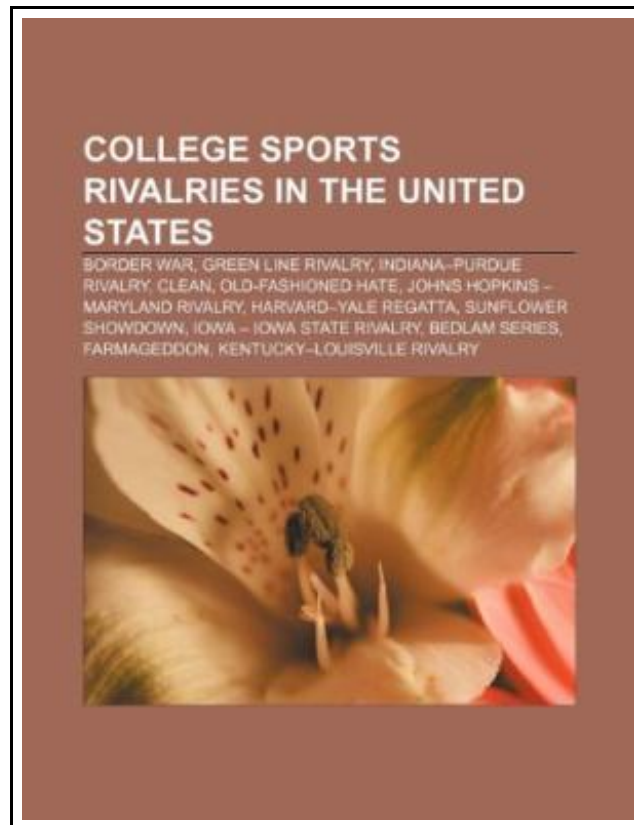 COLLEGE SPORTS
RIVALRIES IN THE UNITED
STATES
BORDER WAR, GREEN LINE RIVALRY, INDIANA–PURDUE
RIVALRY, CLEAN, OLD-FASHIONED HATE, JOHNS HOPKINS –
MARYLAND RIVALRY, HARVARD–YALE REGATTA, SUNFLOWER
SHOWDOWN, IOWA – IOWA STATE RIVALRY, BEDLAM SERIES,
FARMAGEDDON, KENTUCKY–LOUISVILLE RIVALRY